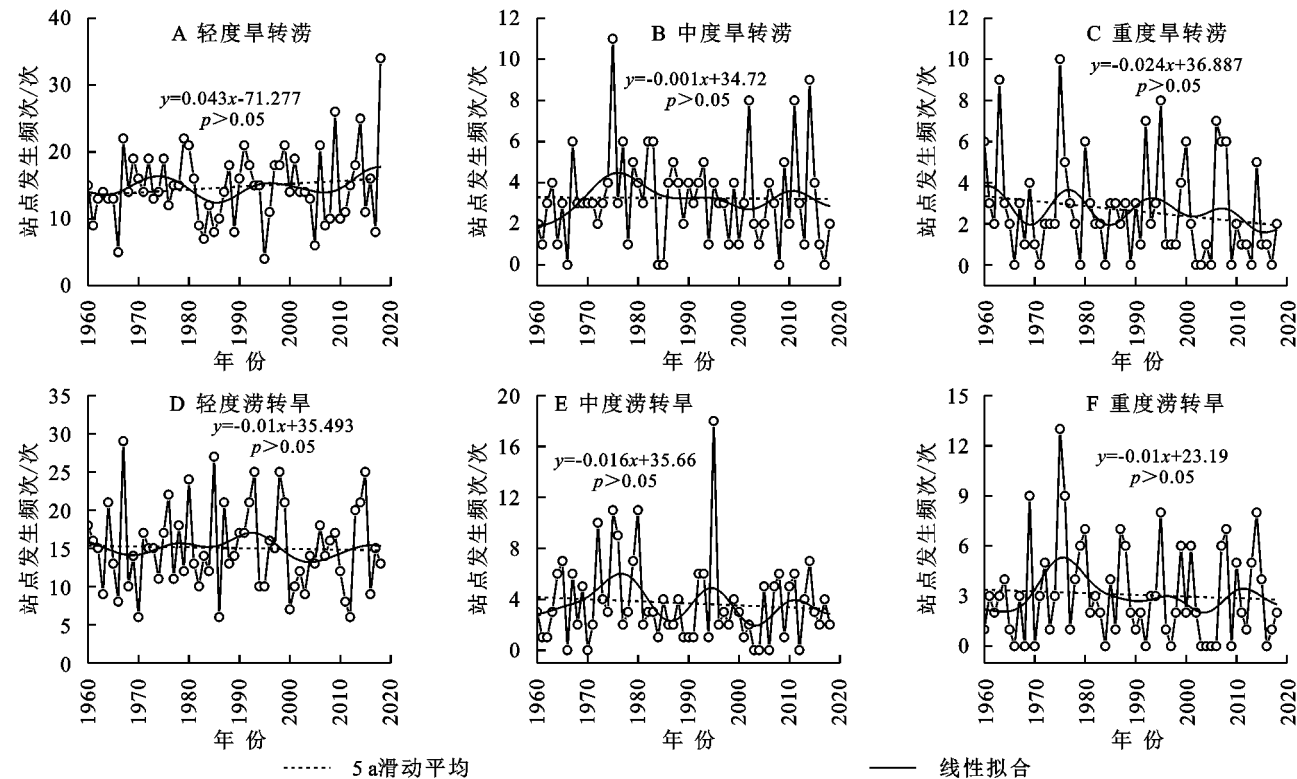 A 轻度旱转涝
y=0.043x-71.277
p>0.05
站点发生频次/次
40
30
20
10
0
1960
1970
1980
1990
2000
2010
2020
年 份
B 中度旱转涝
y=-0.001x+34.72
p>0.05
站点发生频次/次
12
10
8
6
4
2
0
1960
1970
1980
1990
2000
2010
2020
年 份
C 重度旱转涝
y=-0.024x+36.887
p>0.05
站点发生频次/次
12
10
8
6
4
2
0
1960
1970
1980
1990
2000
2010
2020
年 份
D 轻度涝转旱
y=-0.01x+35.493
p>0.05
站点发生频次/次
35
30
25
20
15
10
5
0
1960
1970
1980
1990
2000
2010
2020
年 份
E 中度涝转旱
y=-0.016x+35.66
p>0.05
站点发生频次/次
20
16
12
8
4
0
1960
1970
1980
1990
2000
2010
2020
年 份
F 重度涝转旱
y=-0.01x+23.19
p>0.05
站点发生频次/次
15
12
9
6
3
0
1960
1970
1980
1990
2000
2010
2020
年 份
5 a滑动平均
线性拟合